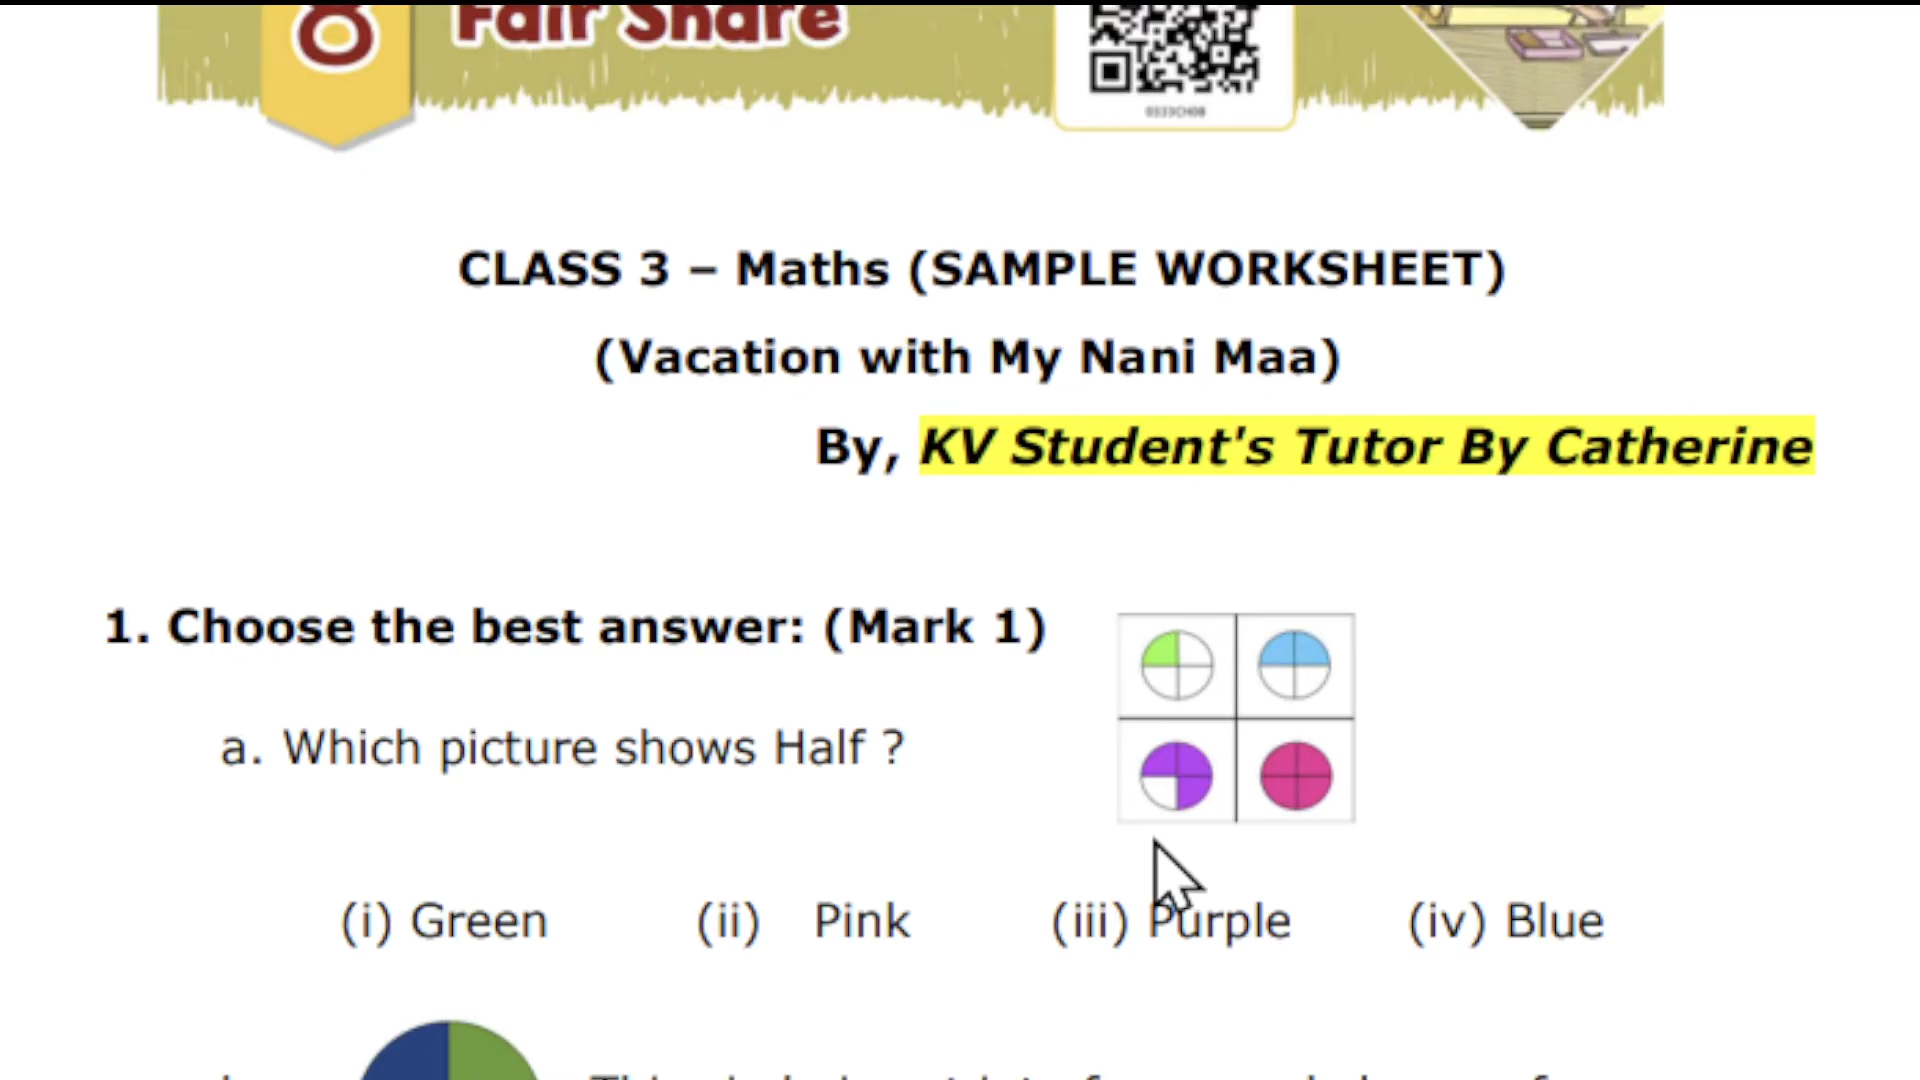 8 Fair Share
0333CH08
CLASS 3 – Maths (SAMPLE WORKSHEET)
(Vacation with My Nani Maa)
By, KV Student's Tutor By Catherine
1. Choose the best answer: (Mark 1)
a. Which picture shows Half ?
(i) Green (ii) Pink (iii) Purple (iv) Blue